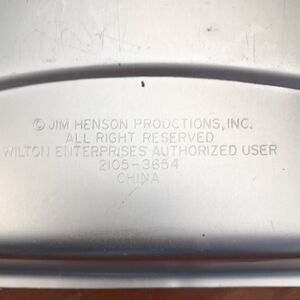 © JIM HENSON PRODUCTIONS, INC.
ALL RIGHT RESERVED
WILTON ENTERPRISES AUTHORIZED USER
2105-3654
CHINA